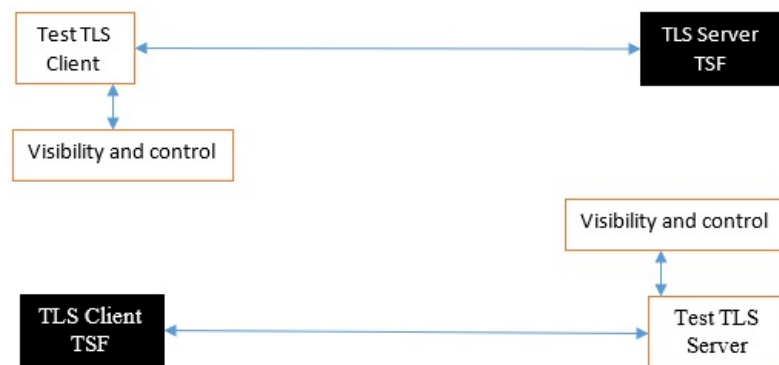 Test TLS
Client
TLS Server
TSF
Visibility and control
Visibility and control
TLS Client
TSF
Test TLS
Server